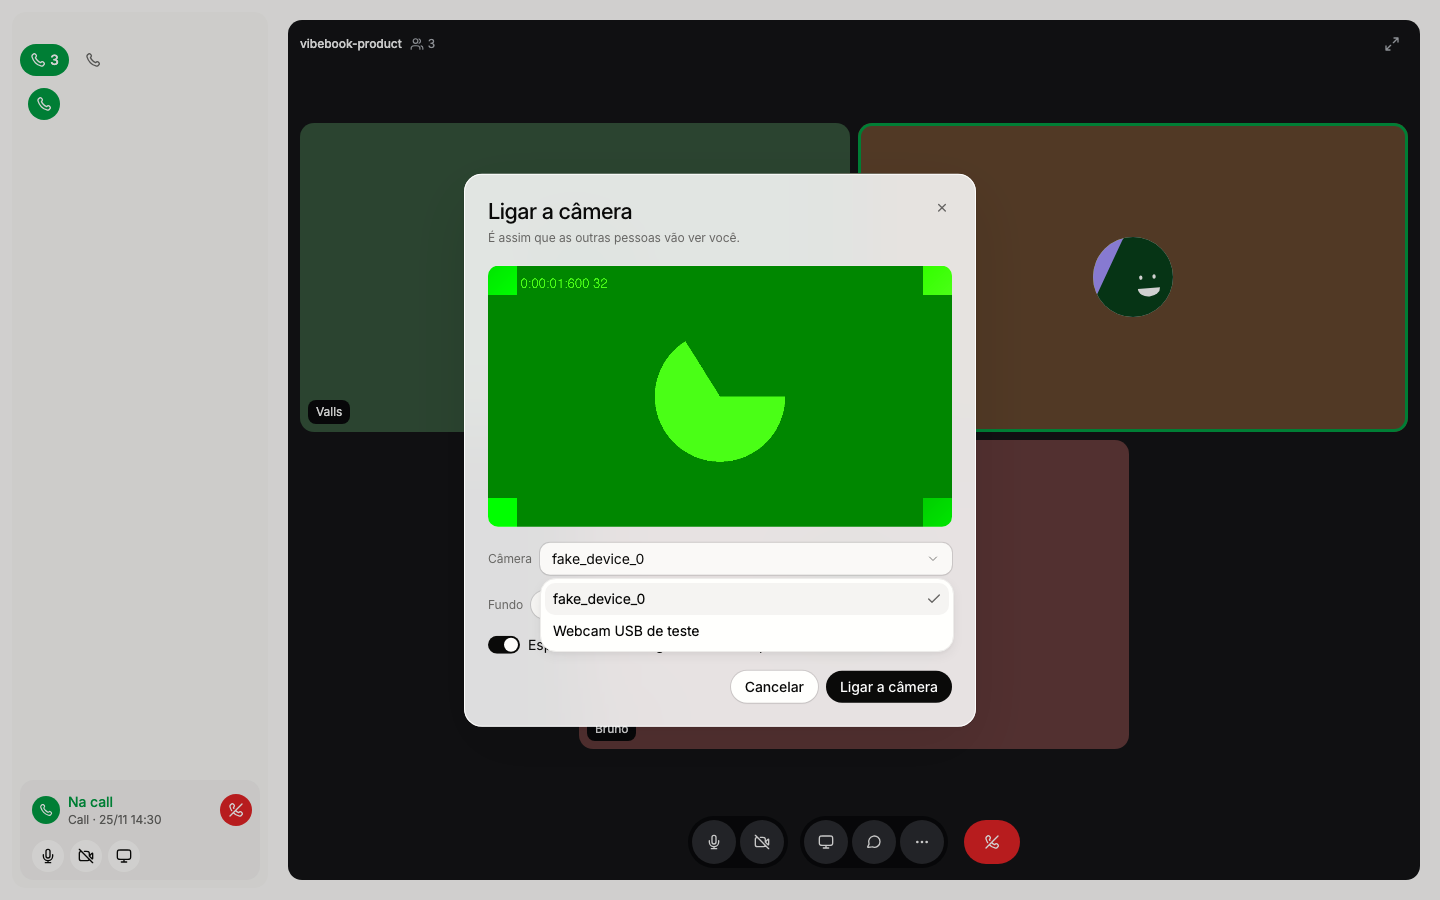 3
vibebook-product 3
Ligar a câmera
É assim que as outras pessoas vão ver você.
0:00:01:600 32
Valls
Câmera fake_device_0
fake_device_0
Fundo
Webcam USB de teste
Cancelar Ligar a câmera
Bruno
Na call
Call · 25/11 14:30